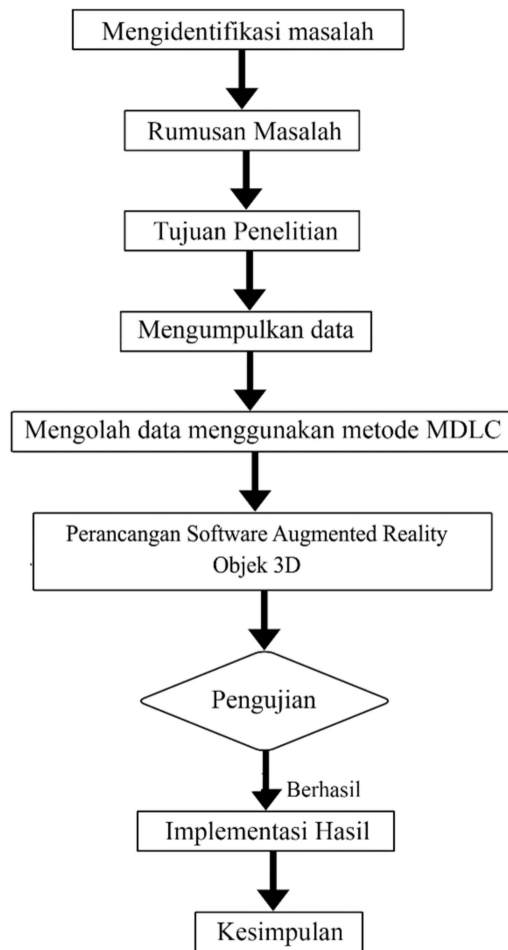 Mengidentifikasi masalah
Rumusan Masalah
Tujuan Penelitian
Mengumpulkan data
Mengolah data menggunakan metode MDLC
Perancangan Software Augmented Reality
Objek 3D
Pengujian
Berhasil
Implementasi Hasil
Kesimpulan